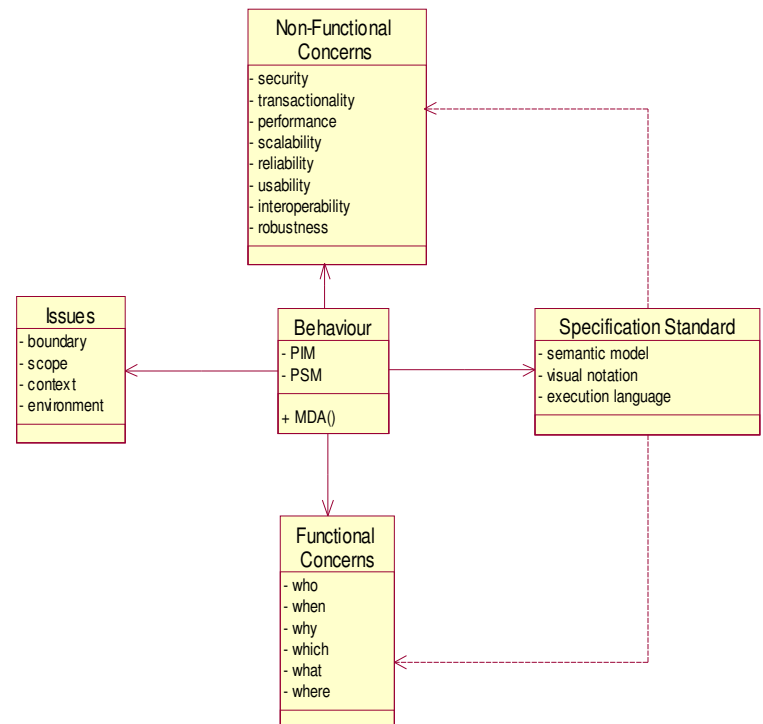 Non-Functional
Concerns
- security
- transactionality
- performance
- scalability
- reliability
- usability
- interoperability
- robustness
Issues
- boundary
- scope
- context
- environment
Behaviour
- PIM
- PSM
+ MDA()
Specification Standard
- semantic model
- visual notation
- execution language
Functional
Concerns
- who
- when
- why
- which
- what
- where